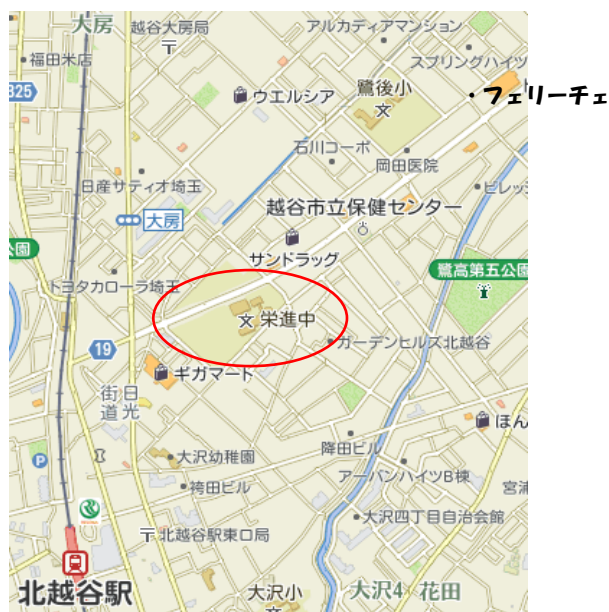 大房
越谷大房局
アルカディアマンション
福田米店
スプリングハイツ
325
ウエルシア
鷺後小
・フェリーチェ
文
石川コーポ
岡田医院
日産サティオ埼玉
ビレッ
大房
越谷市立保健センター
公園
サンドラッグ
鷺高第五公園
トヨタカローラ埼玉
文 栄進中
19
ガーデンヒルズ北越谷
ギガマート
日光
街道
ほん
降田ビル
P
大沢幼稚園
アーバンハイツB棟
袴田ビル
宮浦
大沢四丁目自治会館
北越谷駅東口局
北越谷駅
大沢小
大沢4
花田
文